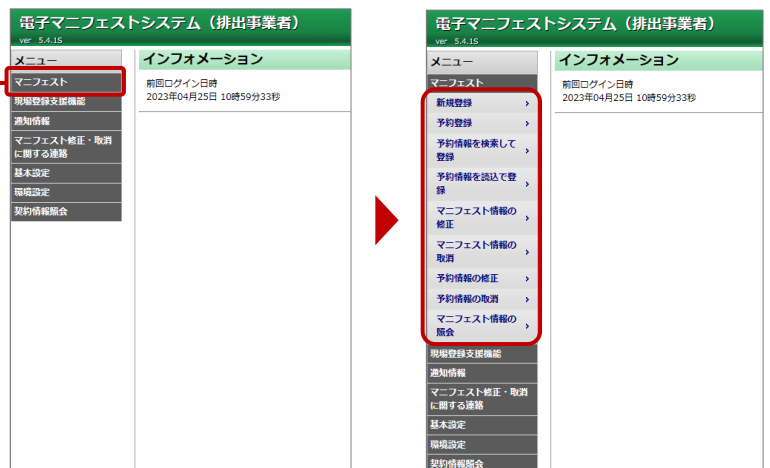 電子マニフェストシステム（排出事業者）
ver 5.4.1S
メニュー
マニフェスト
現場登録支援機能
通知情報
マニフェスト修正・取消
に関する連絡
基本設定
環境設定
契約情報照会
インフォメーション
前回ログイン日時
2023年04月25日 10時59分33秒
電子マニフェストシステム（排出事業者）
ver 5.4.1S
メニュー
マニフェスト
新規登録 ›
予約登録 ›
予約情報を検索して
登録 ›
予約情報を読込で登
録 ›
マニフェスト情報の
修正 ›
マニフェスト情報の
取消 ›
予約情報の修正 ›
予約情報の取消 ›
マニフェスト情報の
照会 ›
現場登録支援機能
通知情報
マニフェスト修正・取消
に関する連絡
基本設定
環境設定
契約情報照会
インフォメーション
前回ログイン日時
2023年04月25日 10時59分33秒